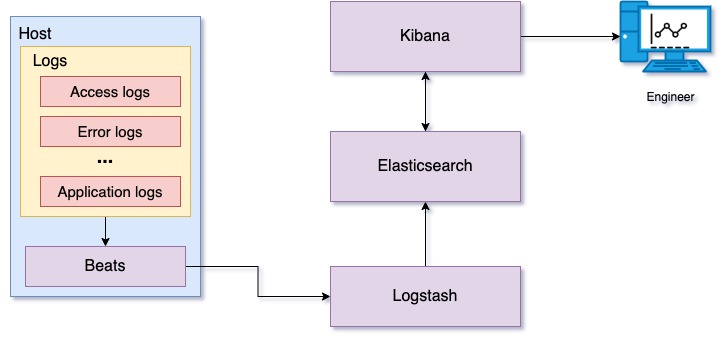 Host
Logs
Access logs
Error logs
...
Application logs
Beats
Kibana
Elasticsearch
Logstash
Engineer